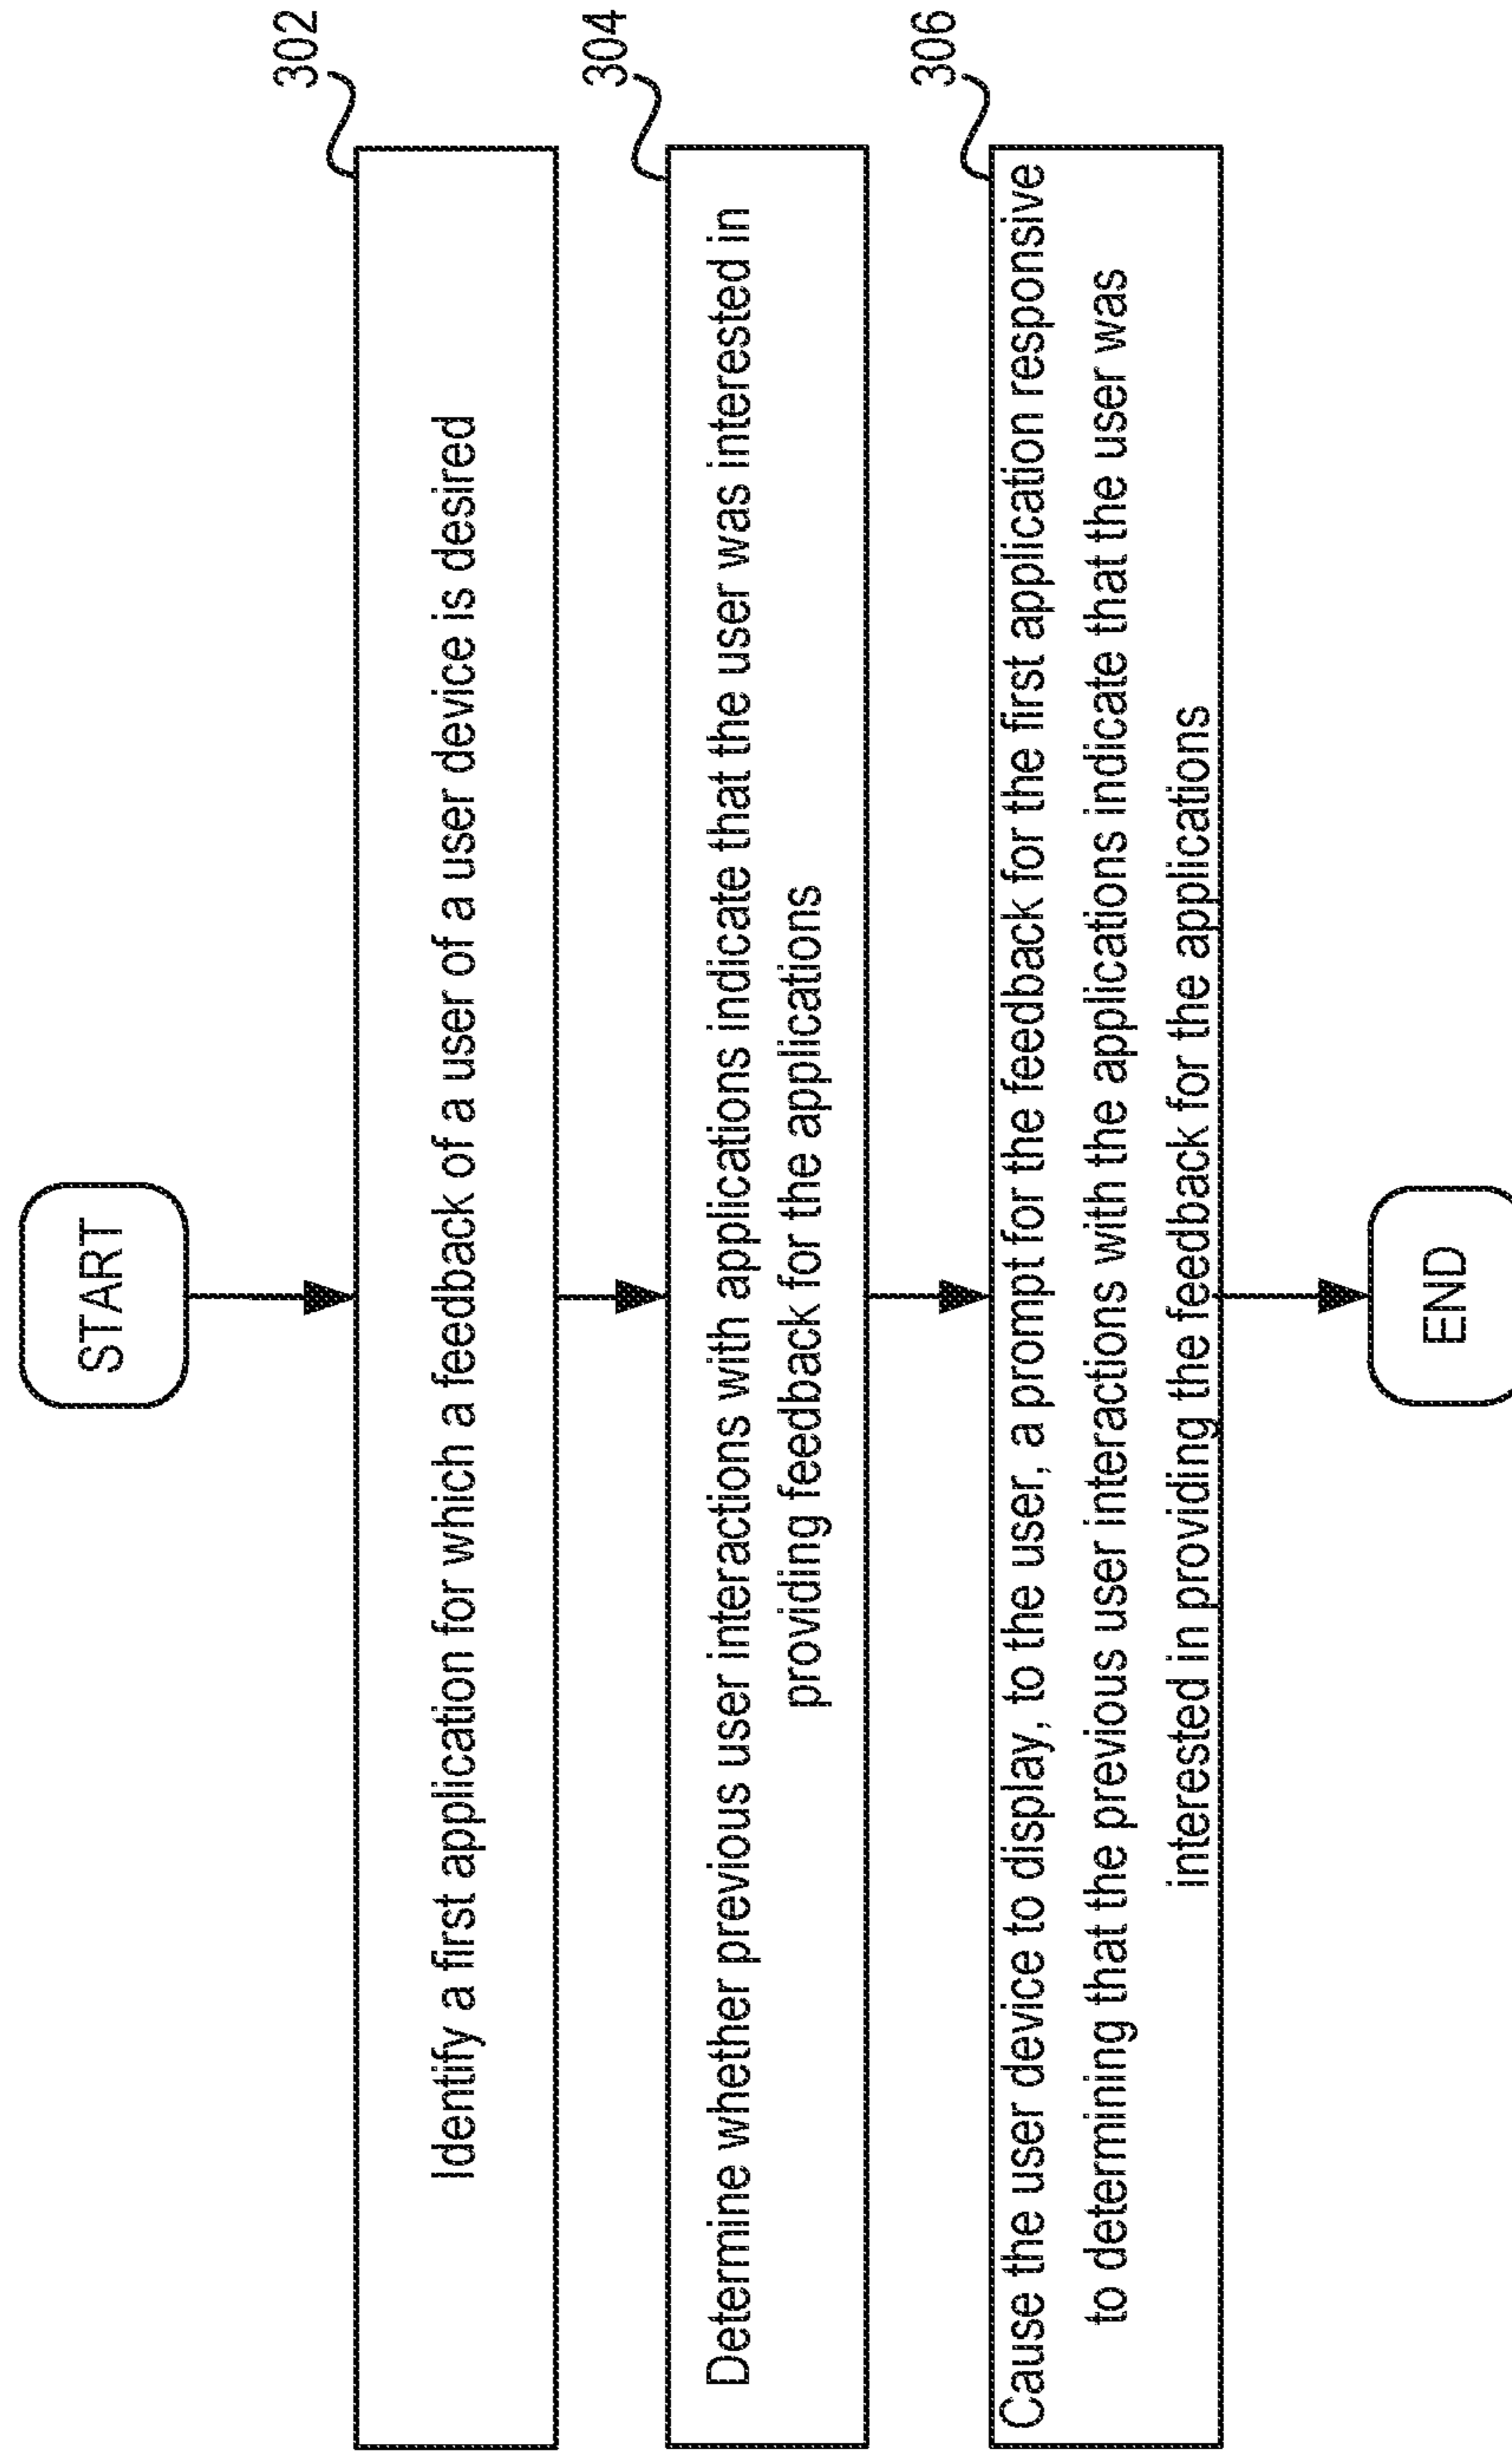 START
302
Identify a first application for which a feedback of a user of a user device is desired
304
Determine whether previous user interactions with applications indicate that the user was interested in
providing feedback for the applications
306
Cause the user device to display, to the user, a prompt for the feedback for the first application responsive
to determining that the previous user interactions with the applications indicate that the user was
interested in providing the feedback for the applications
END